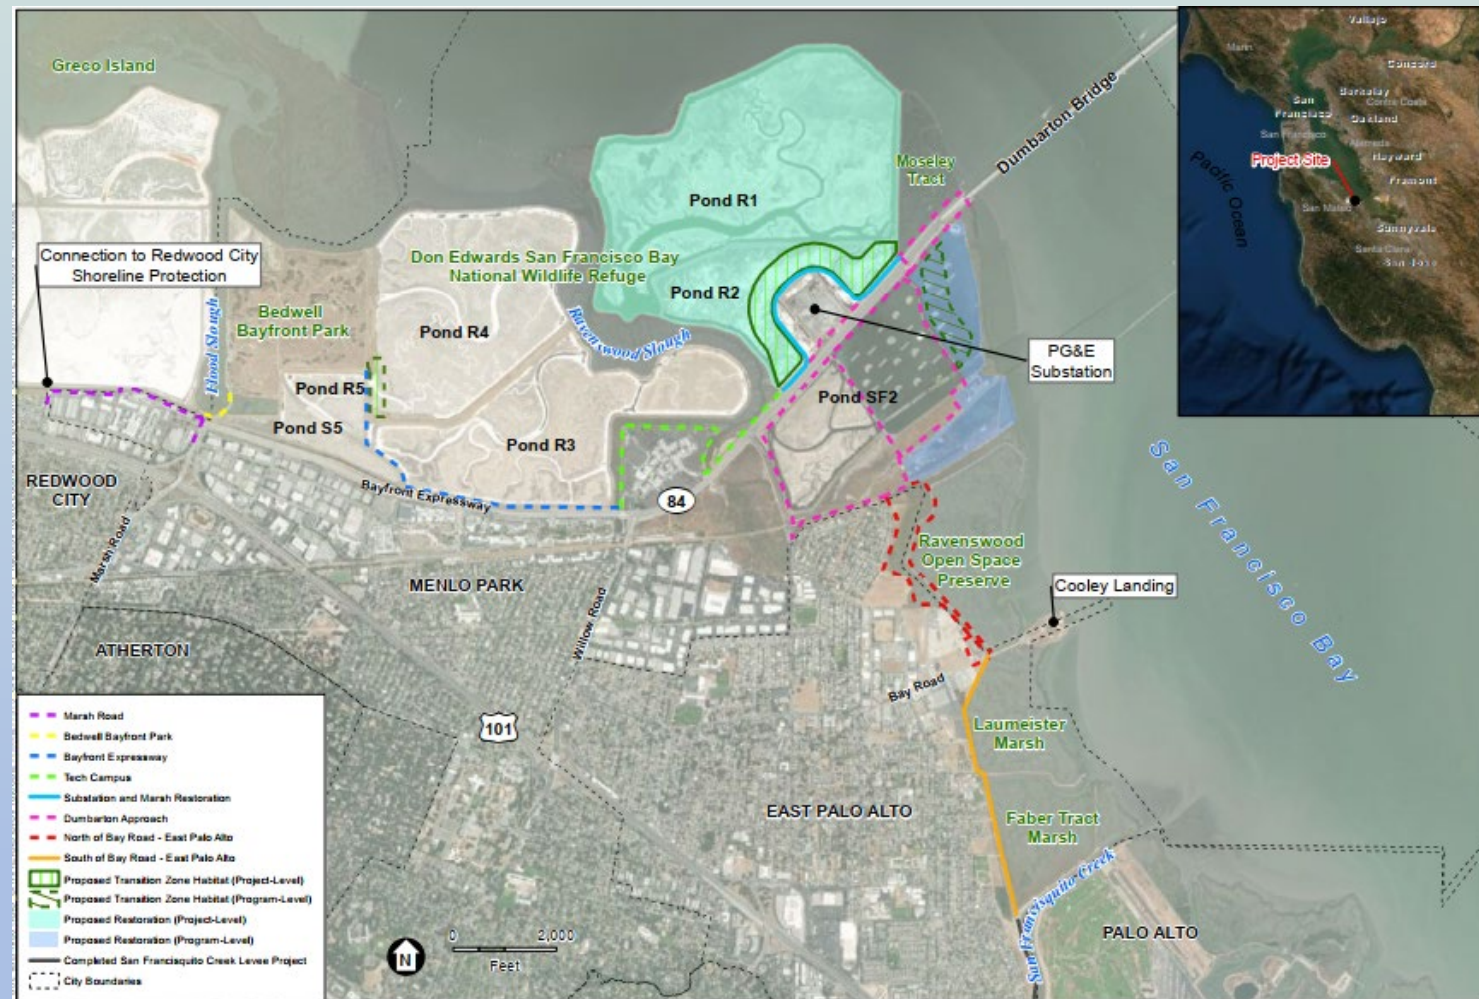 Greco Island
Connection to Redwood City
Shoreline Protection
Flood Slough
Bedwell
Bayfront Park
Don Edwards San Francisco Bay
National Wildlife Refuge
Pond R4
Ravenswood Slough
Pond R1
Pond R2
Moseley
Tract
Dumbarton Bridge
PG&E
Substation
Pond R5
Pond S5
Pond R3
Pond SF2
REDWOOD
CITY
Bayfront Expressway
84
Marsh Road
MENLO PARK
Willow Road
ATHERTON
101
Ravenswood
Open Space
Preserve
Cooley Landing
Bay Road
Laumeister
Marsh
EAST PALO ALTO
Faber Tract
Marsh
San Francisquito Creek
PALO ALTO
San Francisco Bay
Vallejo
Marin
Concord
Berkeley
Contra Costa
San
Francisco
Oakland
San Francisco
Alameda
Hayward
Project Site
Fremont
San Mateo
Sunnyvale
Santa Clara
San Jose
Pacific Ocean
Marsh Road
Bedwell Bayfront Park
Bayfront Expressway
Tech Campus
Substation and Marsh Restoration
Dumbarton Approach
North of Bay Road - East Palo Alto
South of Bay Road - East Palo Alto
Proposed Transition Zone Habitat (Project-Level)
Proposed Transition Zone Habitat (Program-Level)
Proposed Restoration (Project-Level)
Proposed Restoration (Program-Level)
Completed San Francisquito Creek Levee Project
City Boundaries
N
0 2,000
Feet